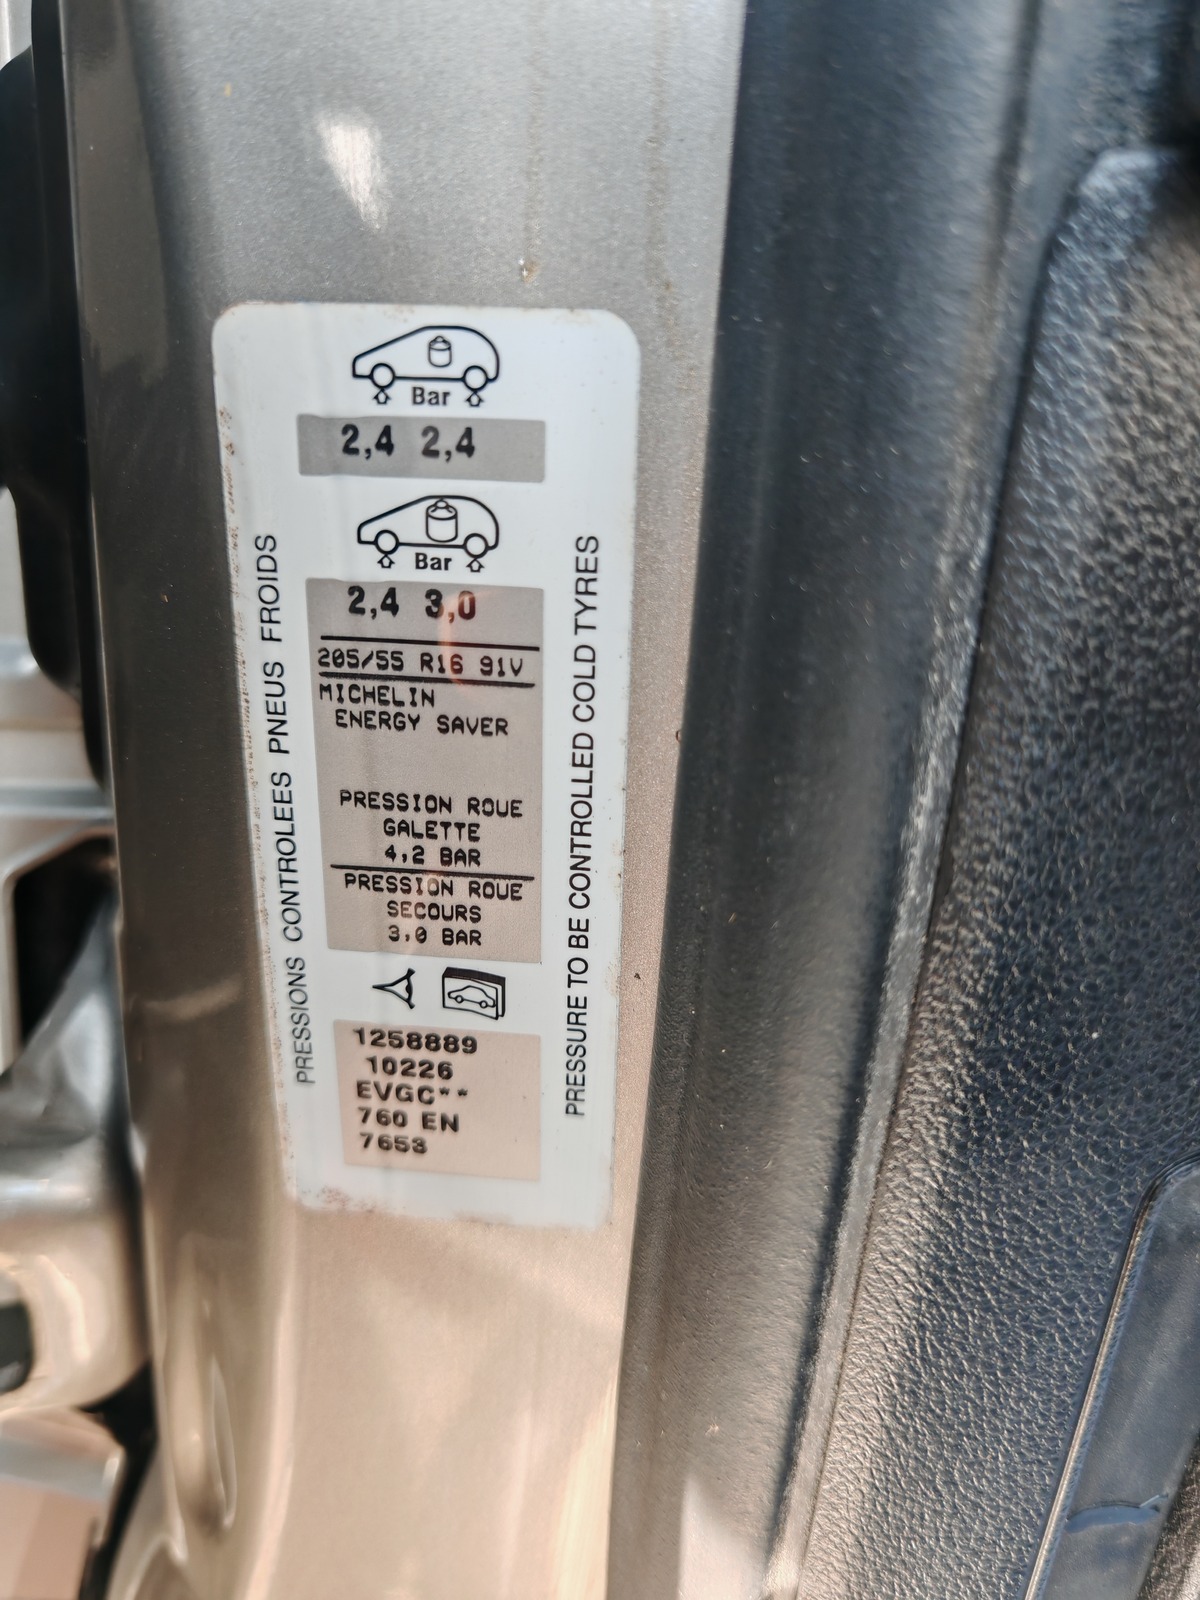 Bar
2,4 2,4
Bar
2,4 3,0
205/55 R16 91V
MICHELIN
ENERGY SAVER
PRESSION ROUE
GALETTE
4,2 BAR
PRESSION ROUE
SECOURS
3,0 BAR
1258889
10226
EVGC**
760 EN
7653
PRESSIONS CONTROLEES PNEUS FROIDS
PRESSURE TO BE CONTROLLED COLD TYRES